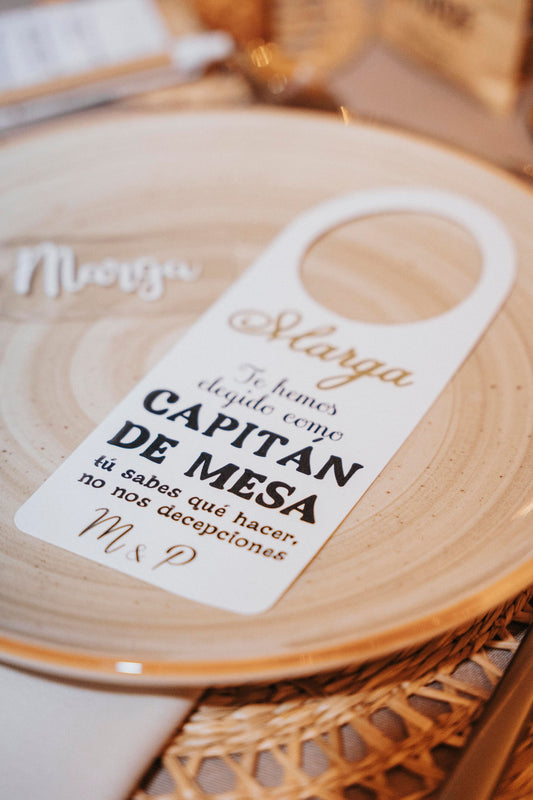 Marga
Marga
Te hemos
elegido como
CAPITÁN
DE MESA
tú sabes qué hacer,
no nos decepciones
M & P